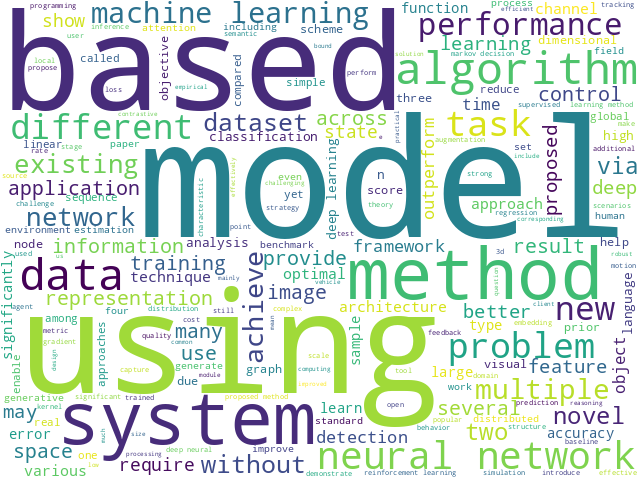 programming
inference
user
machine learning
including
attention
semantic
show
scheme
bound
process
efficient
tracking
function
channel
markov decision
solution
performance
learning
dimensional
field
based
local
propose
loss
empirical
perform
practical
called
objective
compared
simple
three
reduce
algorithm
control
different
contrastive
dataset
across
time
task
supervised
learning method
global
make
high
additional
classification
linear
paper
state
rate
stage
outperform
augmentation
set
include
proposed
existing
effectively
source
even
challenging
model
n
strong
via
application
characteristic
deep learning
yet
score
theory
approach
deep
scenarios
challenge
sequence
strategy
regression
corresponding
human
network
environment
estimation
point
test
node
information
analysis
benchmark
framework
result
3d
help
used
us
robust
data
training
technique
provide
optimal
method
motion
mainly
new
significantly
agent
vehicle
question
client
language
object
representation
achieve
image
architecture
better
embedding
among
four
distribution
still
many
metric
cost
complex
sample
type
prior
gradient
quality
common
feedback
problem
approaches
use
using
visual
feature
enable
design
capture
due
generate
main
scale
large
domain
generative
significant
graph
computing
tool
work
multiple
may
real
trained
module
improved
learn
several
prediction
reasoning
kernel
system
proposed method
open
popular
distributed
novel
error
standard
behavior
structure
two
accuracy
space
one
much
size
detection
baseline
various
low
require
deep neural
processing
without
improve
neural network
demonstrate
reinforcement learning
simulation
introduce
effective